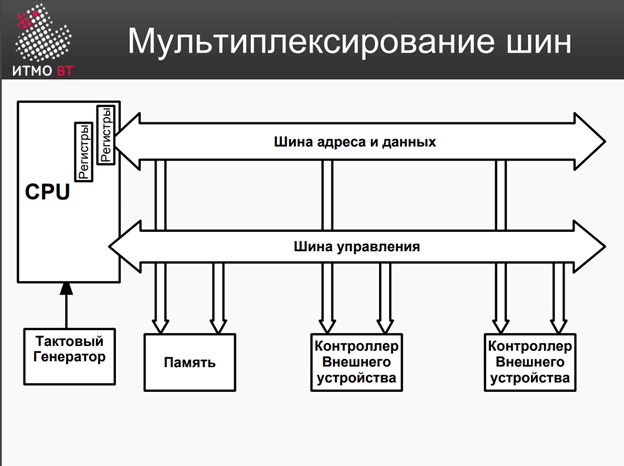 Мультиплексирование шин
ИТМО ВТ
Регистры
Регистры
Шина адреса и данных
CPU
Шина управления
Тактовый
Генератор
Память
Контроллер
Внешнего
устройства
Контроллер
Внешнего
устройства